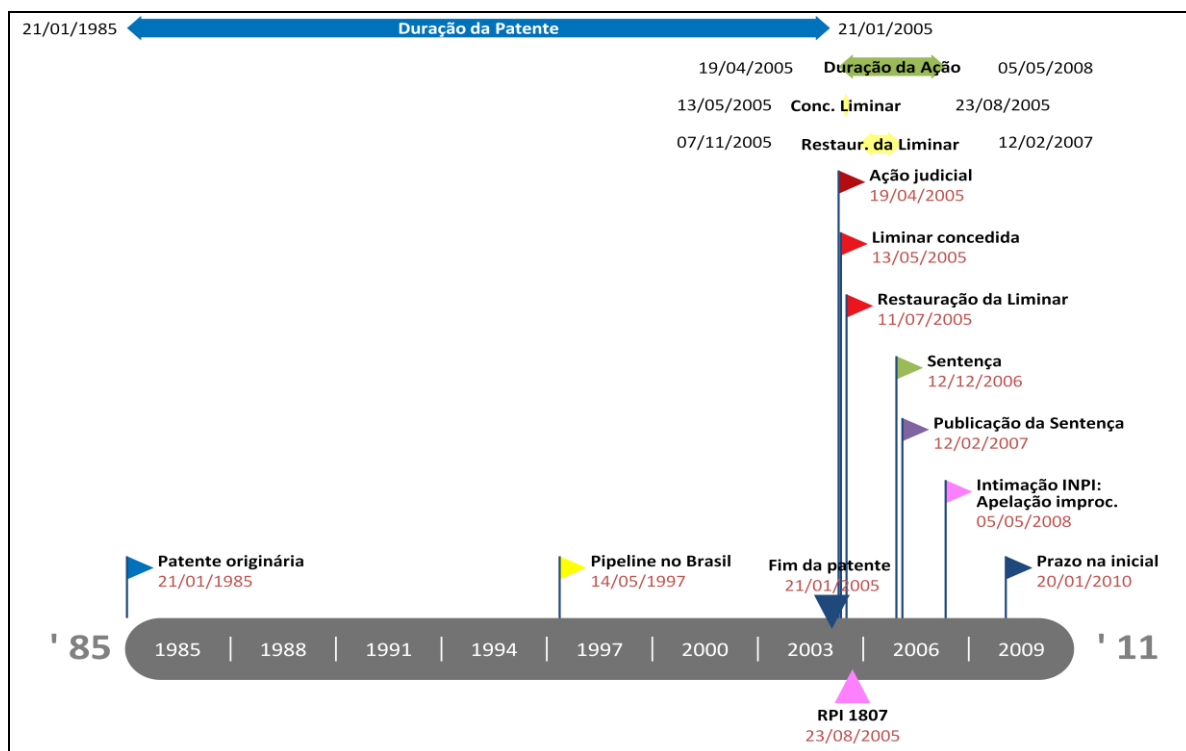 21/01/1985 Duração da Patente 21/01/2005
19/04/2005 Duração da Ação 05/05/2008
13/05/2005 Conc. Liminar 23/08/2005
07/11/2005 Restaur. da Liminar 12/02/2007
Ação judicial
19/04/2005
Liminar concedida
13/05/2005
Restauração da Liminar
11/07/2005
Sentença
12/12/2006
Publicação da Sentença
12/02/2007
Intimação INPI:
Apelação improc.
05/05/2008
Patente originária
21/01/1985
Pipeline no Brasil
14/05/1997
Fim da patente
21/01/2005
Prazo na inicial
20/01/2010
' 85 1985 1988 1991 1994 1997 2000 2003 2006 2009 ' 11
RPI 1807
23/08/2005